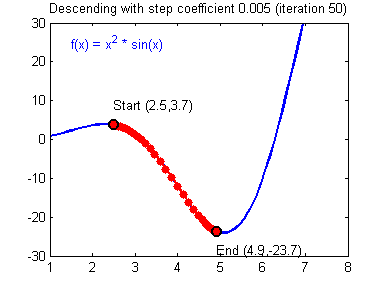 Descending with step coefficient 0.005 (iteration 50)
30
f(x) = x² * sin(x)
20
10
Start (2.5,3.7)
0
-10
-20
End (4.9,-23.7)
-30
1 2 3 4 5 6 7 8